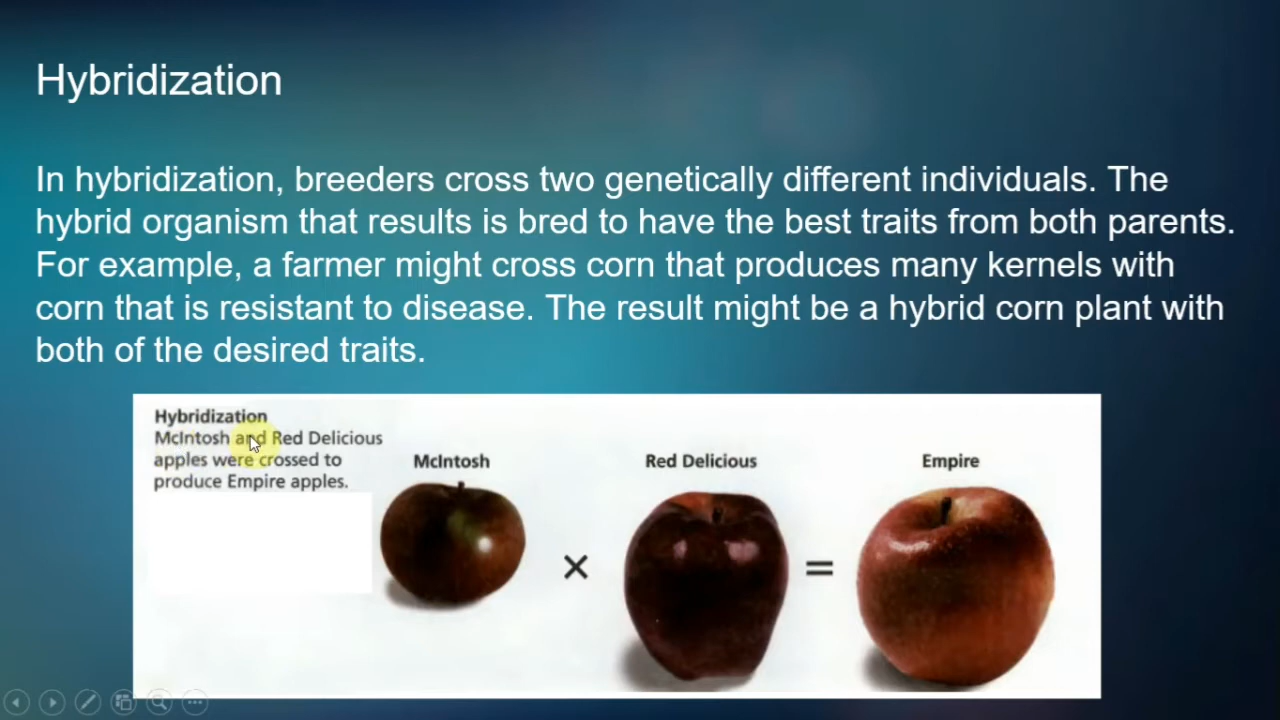 Hybridization
In hybridization, breeders cross two genetically different individuals. The
hybrid organism that results is bred to have the best traits from both parents.
For example, a farmer might cross corn that produces many kernels with
corn that is resistant to disease. The result might be a hybrid corn plant with
both of the desired traits.
Hybridization
McIntosh and Red Delicious
apples were crossed to
produce Empire apples.
McIntosh
Red Delicious
Empire
× =